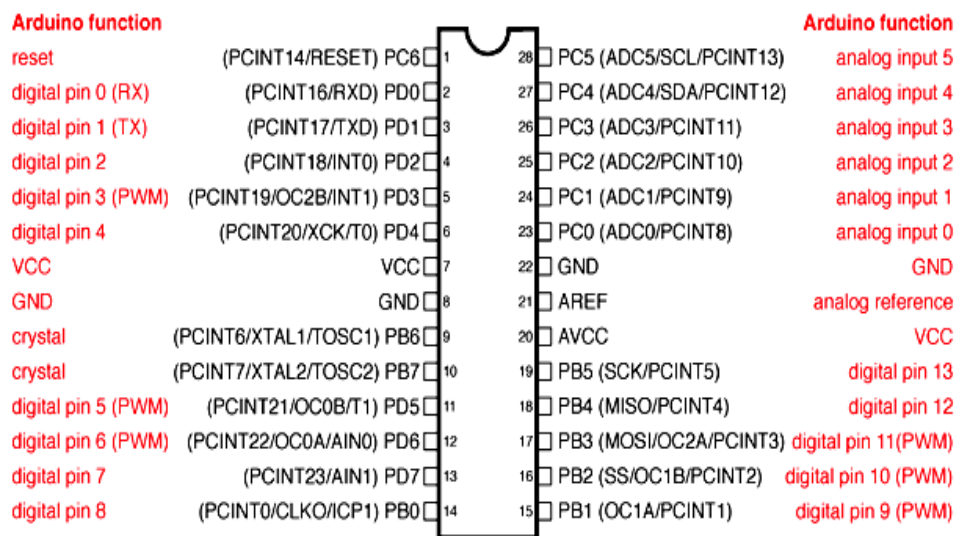 Arduino function Arduino function
reset (PCINT14/RESET) PC6 1 28 PC5 (ADC5/SCL/PCINT13) analog input 5
digital pin 0 (RX) (PCINT16/RXD) PD0 2 27 PC4 (ADC4/SDA/PCINT12) analog input 4
digital pin 1 (TX) (PCINT17/TXD) PD1 3 26 PC3 (ADC3/PCINT11) analog input 3
digital pin 2 (PCINT18/INT0) PD2 4 25 PC2 (ADC2/PCINT10) analog input 2
digital pin 3 (PWM) (PCINT19/OC2B/INT1) PD3 5 24 PC1 (ADC1/PCINT9) analog input 1
digital pin 4 (PCINT20/XCK/T0) PD4 6 23 PC0 (ADC0/PCINT8) analog input 0
VCC VCC 7 22 GND GND
GND GND 8 21 AREF analog reference
crystal (PCINT6/XTAL1/TOSC1) PB6 9 20 AVCC VCC
crystal (PCINT7/XTAL2/TOSC2) PB7 10 19 PB5 (SCK/PCINT5) digital pin 13
digital pin 5 (PWM) (PCINT21/OC0B/T1) PD5 11 18 PB4 (MISO/PCINT4) digital pin 12
digital pin 6 (PWM) (PCINT22/OC0A/AIN0) PD6 12 17 PB3 (MOSI/OC2A/PCINT3) digital pin 11(PWM)
digital pin 7 (PCINT23/AIN1) PD7 13 16 PB2 (SS/OC1B/PCINT2) digital pin 10 (PWM)
digital pin 8 (PCINT0/CLKO/ICP1) PB0 14 15 PB1 (OC1A/PCINT1) digital pin 9 (PWM)